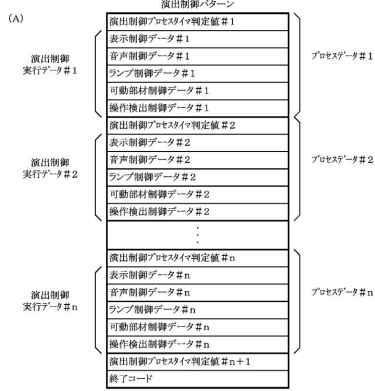 演出制御パターン
(A)
演出制御プロセスタイマ判定値#1
表示制御データ#1
音声制御データ#1
ランプ制御データ#1
可動部材制御データ#1
操作検出制御データ#1
演出制御
実行データ#1
プロセスデータ#1
演出制御プロセスタイマ判定値#2
表示制御データ#2
音声制御データ#2
ランプ制御データ#2
可動部材制御データ#2
操作検出制御データ#2
演出制御
実行データ#2
プロセスデータ#2
⋮
演出制御プロセスタイマ判定値#n
表示制御データ#n
音声制御データ#n
ランプ制御データ#n
可動部材制御データ#n
操作検出制御データ#n
演出制御
実行データ#n
プロセスデータ#n
演出制御プロセスタイマ判定値#n+1
終了コード